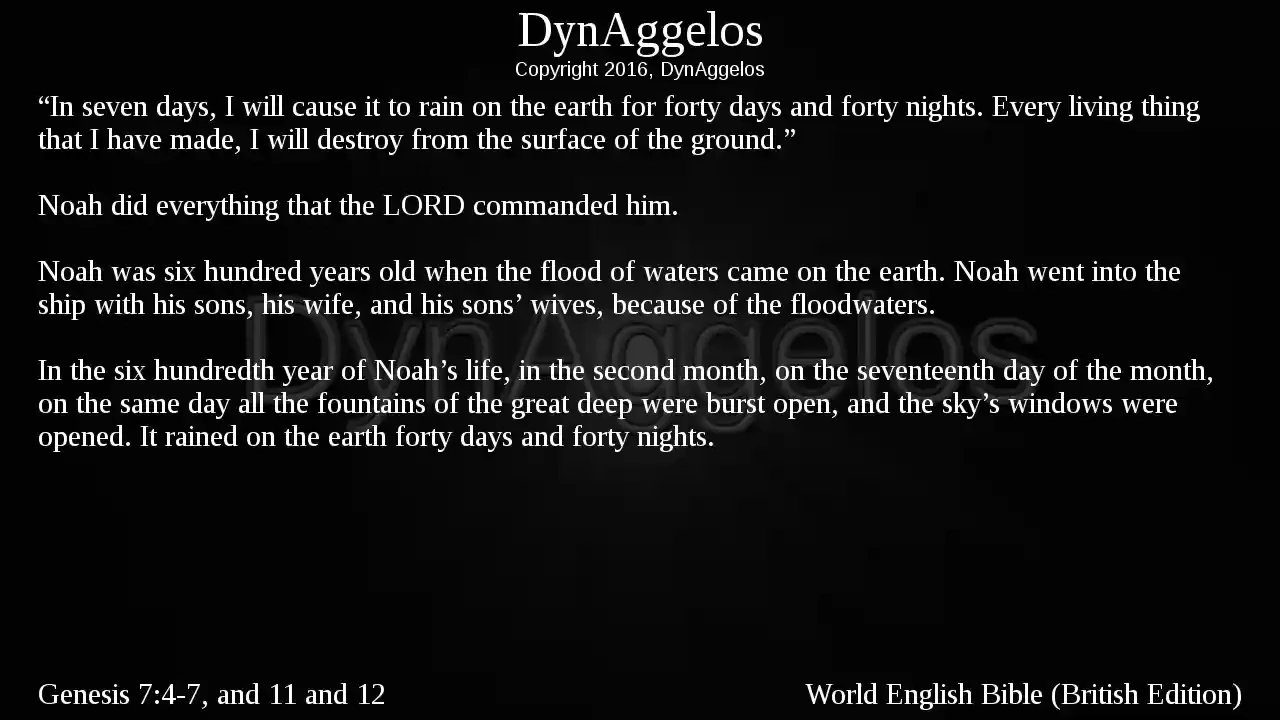 DynAggelos
Copyright 2016, DynAggelos
“In seven days, I will cause it to rain on the earth for forty days and forty nights. Every living thing
that I have made, I will destroy from the surface of the ground.”
Noah did everything that the LORD commanded him.
Noah was six hundred years old when the flood of waters came on the earth. Noah went into the
ship with his sons, his wife, and his sons’ wives, because of the floodwaters.
DynAggelos
In the six hundredth year of Noah’s life, in the second month, on the seventeenth day of the month,
on the same day all the fountains of the great deep were burst open, and the sky’s windows were
opened. It rained on the earth forty days and forty nights.
Genesis 7:4-7, and 11 and 12
World English Bible (British Edition)